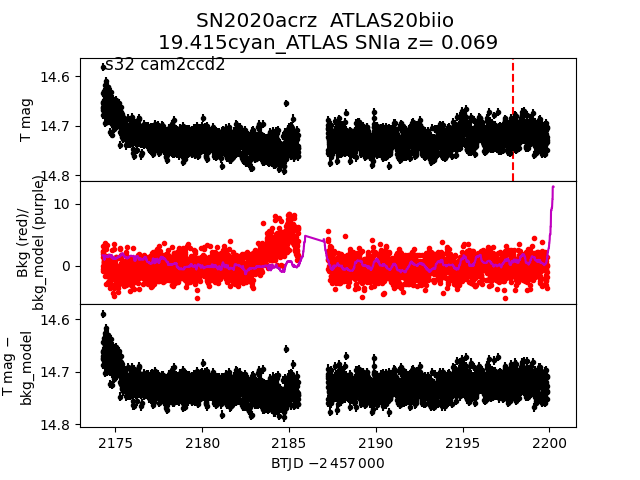 SN2020acrz ATLAS20biio
19.415cyan_ATLAS SNIa z= 0.069
s32 cam2ccd2
14.6
14.7
14.8
T mag
10
0
Bkg (red)/
bkg_model (purple)
14.6
14.7
14.8
T mag −
bkg_model
2175 2180 2185 2190 2195 2200
BTJD −2 457 000